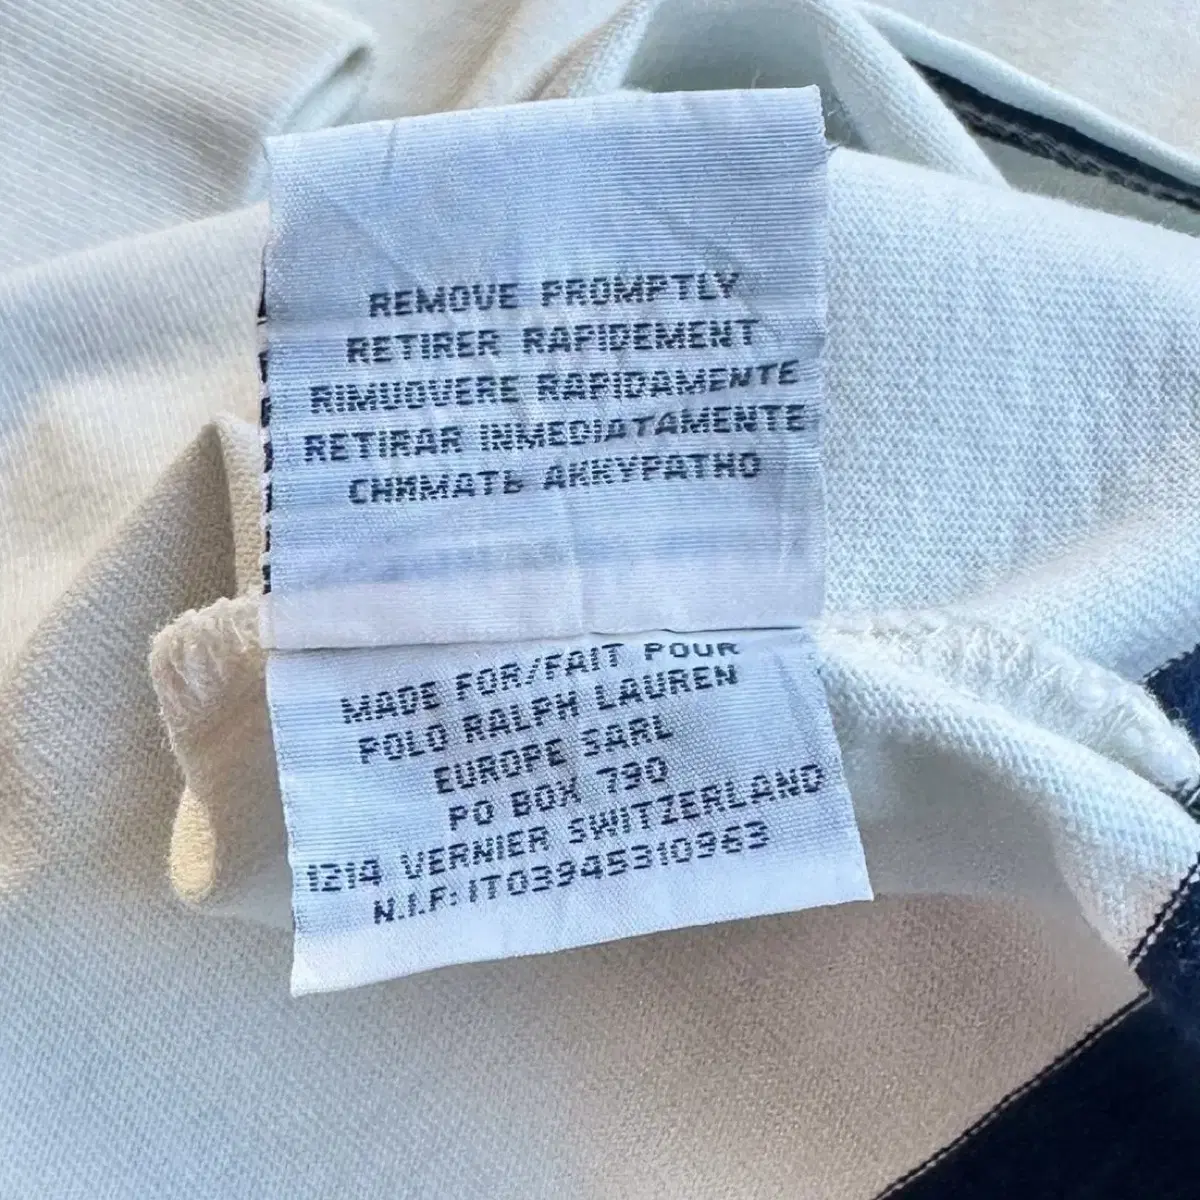 REMOVE PROMPTLY
RETIRER RAPIDEMENT
RIMUOVERE RAPIDAMENTE
RETIRAR INMEDIATAMENTE
СНИМАТЬ АККУРАТНО
MADE FOR/FAIT POUR
POLO RALPH LAUREN
EUROPE SARL
PO BOX 790
1214 VERNIER SWITZERLAND
N.I.F: IT03945310963